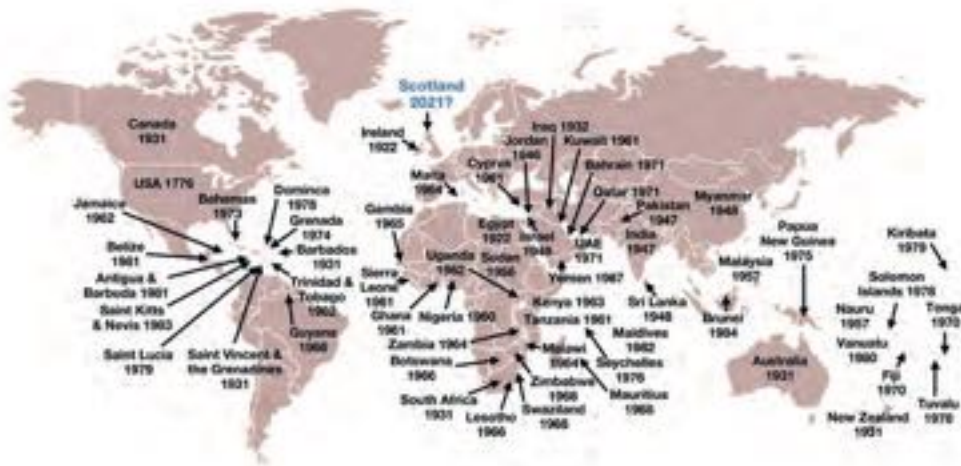 Scotland
2021?
Canada
1931
USA 1776
Ireland
1922
Malta
1964
Cyprus
1961
Jordan
1946
Iraq 1932
Kuwait 1961
Bahrain 1971
Qatar 1971
Pakistan
1947
Myanmar
1948
India
1947
UAE
1971
Israel
1948
Egypt
1922
Sudan
1956
Yemen 1967
Uganda
1962
Gambia
1965
Sierra
Leone
1961
Ghana
1961
Nigeria 1960
Kenya 1963
Tanzania 1961
Zambia 1964
Malawi
1964
Botswana
1966
Zimbabwe
1968
South Africa
1931
Lesotho
1966
Swaziland
1968
Maldives
1962
Seychelles
1976
Mauritius
1968
Sri Lanka
1948
Malaysia
1957
Brunei
1984
Papua
New Guinea
1975
Australia
1931
Kiribata
1979
Solomon
Islands 1978
Nauru
1957
Vanuatu
1980
Fiji
1970
Tonga
1970
Tuvalu
1978
New Zealand
1931
Jamaica
1962
Bahamas
1973
Dominca
1978
Grenada
1974
Barbados
1931
Belize
1981
Antigua &
Barbuda 1981
Saint Kitts
& Nevis 1983
Saint Lucia
1979
Saint Vincent &
the Grenadines
1931
Trinidad &
Tobago
1962
Guyana
1966